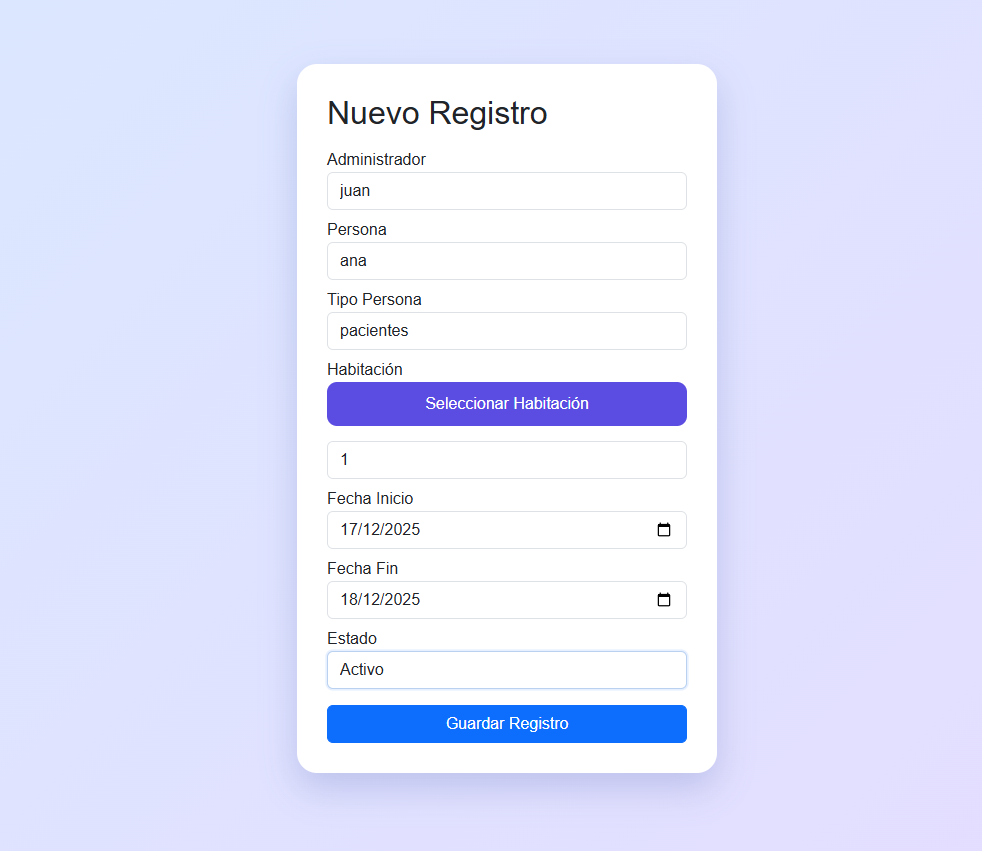 Nuevo Registro
Administrador
juan
Persona
ana
Tipo Persona
pacientes
Habitación
Seleccionar Habitación
1
Fecha Inicio
17/12/2025
Fecha Fin
18/12/2025
Estado
Activo
Guardar Registro